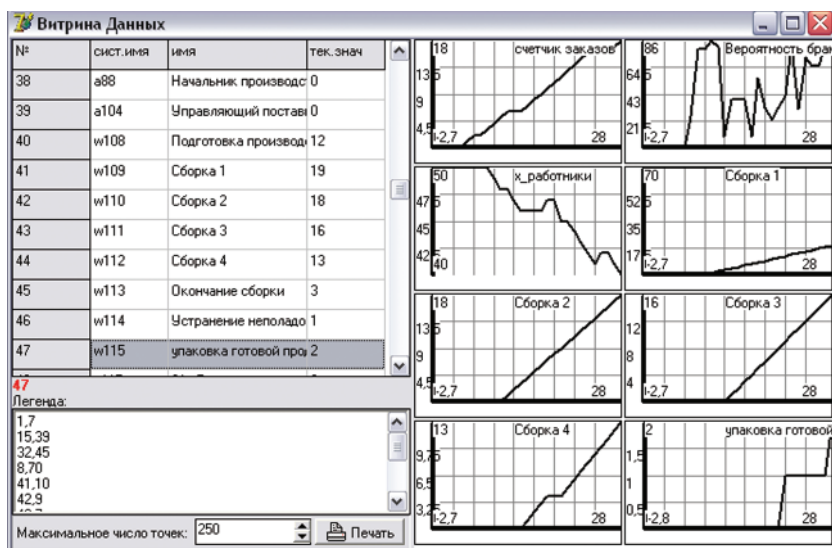 Витрина Данных
№ сист.имя имя тек.знач
38 a88 Начальник производс 0
39 a104 Управляющий постави 0
40 w108 Подготовка производ 12
41 w109 Сборка 1 19
42 w110 Сборка 2 18
43 w111 Сборка 3 16
44 w112 Сборка 4 13
45 w113 Окончание сборки 3
46 w114 Устранение неполадо 1
47 w115 упаковка готовой про 2
47
Легенда:
1,7
15,39
32,45
8,70
41,10
42,9
Максимальное число точек: 250 Печать
18 счетчик заказов
13,5
9
4,5
-2,7 28
86 Вероятность бра
64,5
43
21,5
-2,7 28
50 х_работники
47,5
45
42,5
40
70 Сборка 1
52,5
35
17,5
-2,7 28
18 Сборка 2
13,5
9
4,5
-2,7 28
16 Сборка 3
12
8
4
-2,7 28
13 Сборка 4
9,75
6,5
3,25
-2,7 28
2 упаковка готовой
1,5
1
0,5
-2,8 28